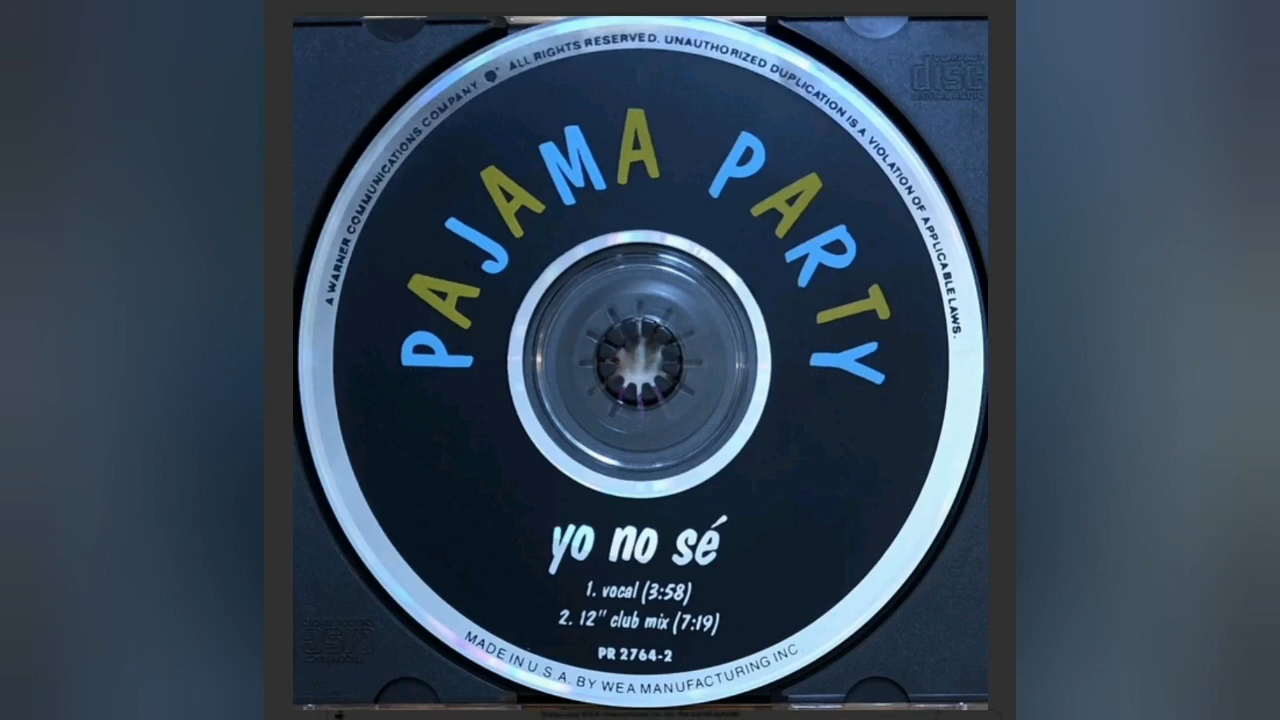 A WARNER COMMUNICATIONS COMPANY ALL RIGHTS RESERVED. UNAUTHORIZED DUPLICATION IS A VIOLATION OF APPLICABLE LAWS.
disc
PAJAMA PARTY
yo no sé
1. vocal (3:58)
2. 12" club mix (7:19)
PR 2764-2
MADE IN U.S.A. BY WEA MANUFACTURING INC